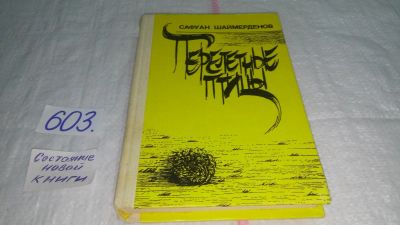 САФУАН ШАЙМЕРДЕНОВ
ПЕРЕЛЕТНЫЕ
ПТИЦЫ
603.
Состояние
новой
книги